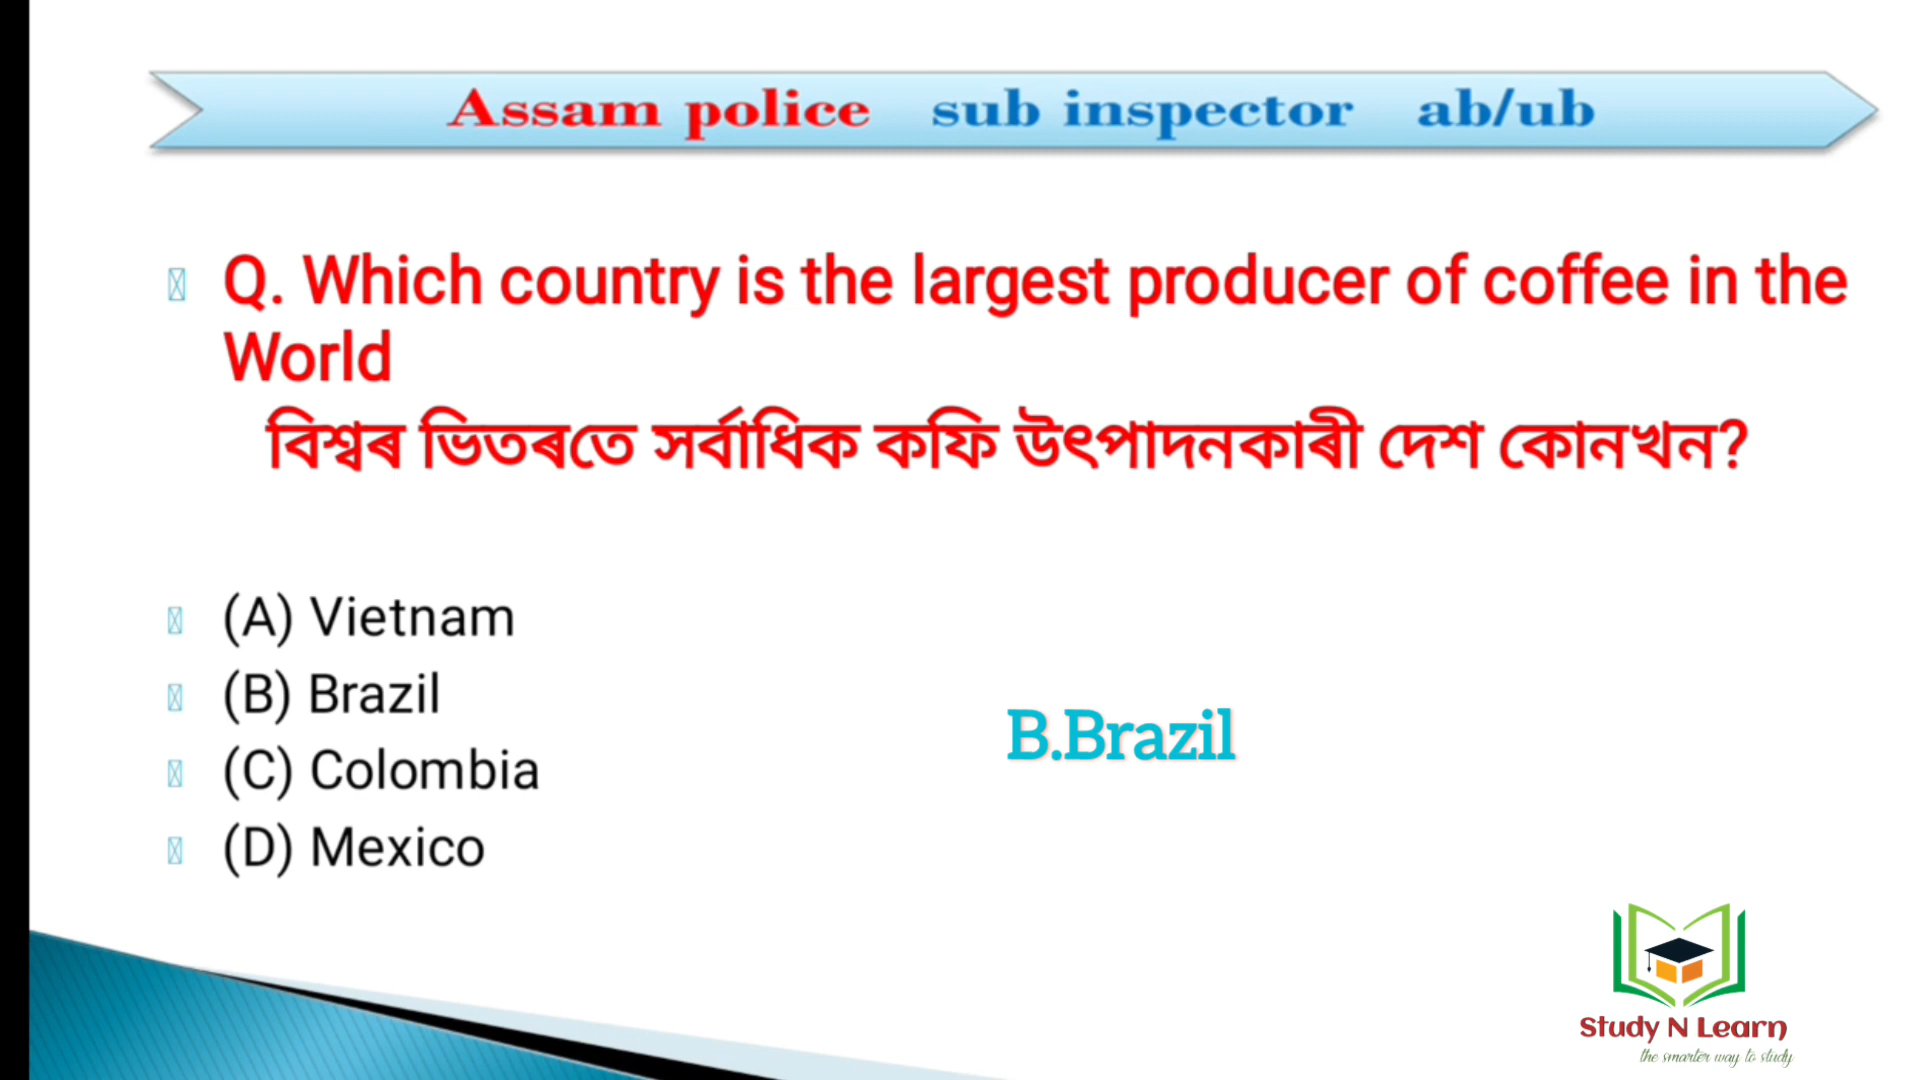 Assam police sub inspector ab/ub
Q. Which country is the largest producer of coffee in the
World
বিশ্বৰ ভিতৰতে সৰ্বাধিক কফি উৎপাদনকাৰী দেশ কোনখন?
(A) Vietnam
(B) Brazil
B.Brazil
(C) Colombia
(D) Mexico
Study N Learn
the smarter way to study